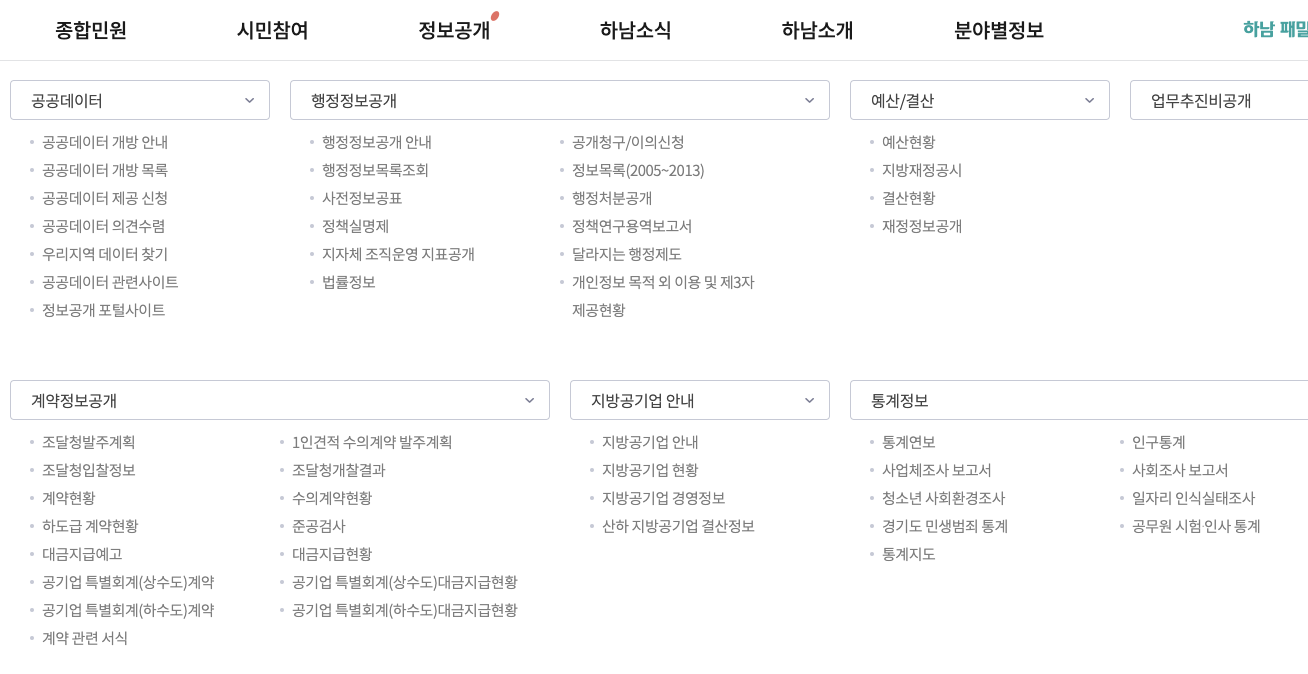 종합민원
시민참여
정보공개
하남소식
하남소개
분야별정보
하남 패밀
공공데이터
공공데이터 개방 안내
공공데이터 개방 목록
공공데이터 제공 신청
공공데이터 의견수렴
우리지역 데이터 찾기
공공데이터 관련사이트
정보공개 포털사이트
행정정보공개
행정정보공개 안내
행정정보목록조회
사전정보공표
정책실명제
지자체 조직운영 지표공개
법률정보
공개청구/이의신청
정보목록(2005~2013)
행정처분공개
정책연구용역보고서
달라지는 행정제도
개인정보 목적 외 이용 및 제3자
제공현황
예산/결산
예산현황
지방재정공시
결산현황
재정정보공개
업무추진비공개
계약정보공개
조달청발주계획
조달청입찰정보
계약현황
하도급 계약현황
대금지급예고
공기업 특별회계(상수도)계약
공기업 특별회계(하수도)계약
계약 관련 서식
1인견적 수의계약 발주계획
조달청개찰결과
수의계약현황
준공검사
대금지급현황
공기업 특별회계(상수도)대금지급현황
공기업 특별회계(하수도)대금지급현황
지방공기업 안내
지방공기업 안내
지방공기업 현황
지방공기업 경영정보
산하 지방공기업 결산정보
통계정보
통계연보
사업체조사 보고서
청소년 사회환경조사
경기도 민생범죄 통계
통계지도
인구통계
사회조사 보고서
일자리 인식실태조사
공무원 시험 인사 통계